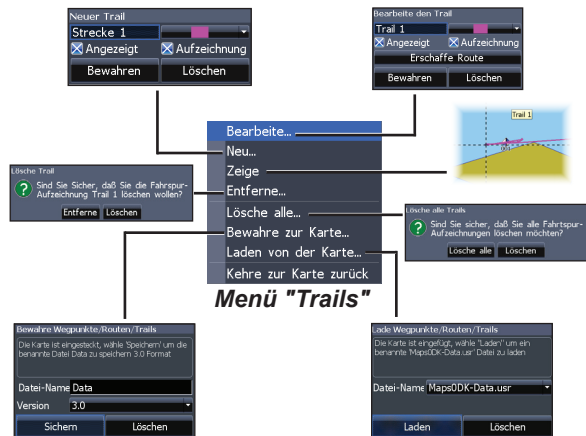 Neuer Trail
Strecke 1
Angezeigt Aufzeichnung
Bewahren Löschen
Bearbeite den Trail
Trail 1
Angezeigt Aufzeichnung
Erschaffe Route
Bewahren Löschen
Trail 1
001
Bearbeite...
Neu...
Zeige
Entferne...
Lösche alle...
Bewahre zur Karte...
Laden von der Karte...
Kehre zur Karte zurück
Menü "Trails"
Lösche Trail
Sind Sie Sicher, daß Sie die Fahrspur-
Aufzeichnung Trail 1 löschen wollen?
Entferne Löschen
Lösche alle Trails
Sind Sie sicher, daß Sie alle Fahrtspur-
Aufzeichnungen löschen möchten?
Lösche alle Löschen
Bewahre Wegpunkte/Routen/Trails
Die Karte ist eingesteckt, wähle 'Speichern' um die
benannte Datei Data zu speichern 3.0 Format
Datei-Name Data
Version 3.0
Sichern Löschen
Lade Wegpunkte/Routen/Trails
Die Karte ist eingefügt, wähle "Laden" um ein
benannte 'Maps0DK-Data.usr' Datei zu laden
Datei-Name Maps0DK-Data.usr
Laden Löschen